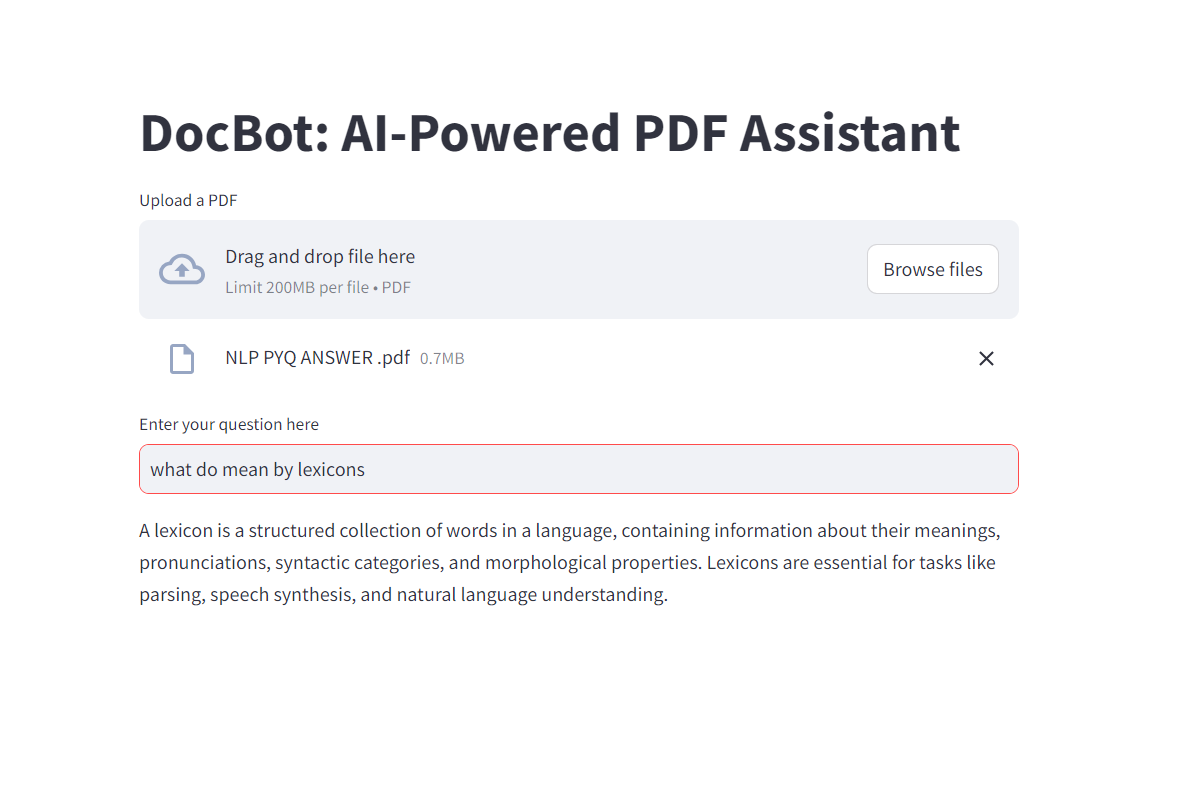 DocBot: AI-Powered PDF Assistant
Upload a PDF
Drag and drop file here
Limit 200MB per file • PDF
Browse files
NLP PYQ ANSWER .pdf 0.7MB
Enter your question here
what do mean by lexicons
A lexicon is a structured collection of words in a language, containing information about their meanings,
pronunciations, syntactic categories, and morphological properties. Lexicons are essential for tasks like
parsing, speech synthesis, and natural language understanding.